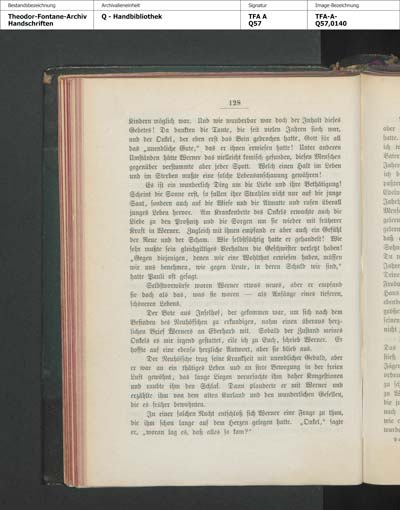 Bestandsbezeichnung
Archivalieneinheit
Signatur
Image-Bezeichnung
Theodor-Fontane-Archiv
Handschriften
Q - Handbibliothek
TFA A
Q57
TFA-A-
Q57,0140
128
Kindern möglich war. Und wie wunderbar war doch der Inhalt dieses
Gebetes! Da dankten die Tante, die seit vielen Jahren siech war,
und der Onkel, der eben erst das Bein gebrochen hatte, Gott für all
das „unendliche Gute,“ das er ihnen erwiesen hatte! Unter anderen
Umständen hätte Werner das vielleicht komisch gefunden, diesen Menschen
gegenüber verstummte aber jeder Spott. Welch einen Halt im Leben
und im Streben mußte eine solche Lebensanschauung gewähren!
Es ist ein wunderlich Ding um die Liebe und ihre Bethätigung!
Scheint die Sonne erst, so fallen ihre Strahlen nicht nur auf die junge
Saat, sondern auch auf die Wiese und die Almatte und rufen überall
junges Leben hervor. Am Krankenbette des Onkels erwachte auch die
Liebe zu den Propheten und die Sorgen um sie wieder mit früherer
Kraft in Werner. Zugleich mit ihnen empfand er aber auch ein Gefühl
der Reue und der Scham. Wie selbstsüchtig hatte er gehandelt! Wie
sehr mußte sein gleichgültiges Verhalten die Geschwister verletzt haben!
„Gegen diejenigen, denen wir eine Wohlthat erwiesen haben, müssen
wir uns benehmen, wie gegen Leute, in deren Schuld wir sind,“
hatte Pauli oft gesagt.
Selbstvorwürfe waren Werner etwas neues, aber er empfand
sie doch als das, was sie waren — als Anfänge eines tieferen,
schöneren Lebens.
Der Bote aus Jeselhof, der gekommen war, um sich nach dem
Befinden des Neuhöfschen zu erkundigen, nahm einen überaus herz-
lichen Brief Werners an Eberhard mit. Sobald der Zustand meines
Onkels es mir irgend gestattet, eile ich zu Euch, schrieb Werner. Er
hoffte auf eine ebenso herzliche Antwort, aber sie blieb aus.
Der Neuhöfsche trug seine Krankheit mit unendlicher Geduld, aber
er war an ein thätiges Leben und an stete Bewegung in der freien
Luft gewöhnt, das lange Liegen verursachte ihm daher Kongestionen
und raubte ihm den Schlaf. Dann plauderte er mit Werner und
erzählte ihm von dem alten Kurland und den wunderlichen Gesellen,
die es früher bewohnten.
In einer solchen Nacht entschloß sich Werner eine Frage zu thun,
die ihm schon lange auf dem Herzen gelegen hatte. „Onkel,“ sagte
er, „woran lag es, daß alles so kam?“